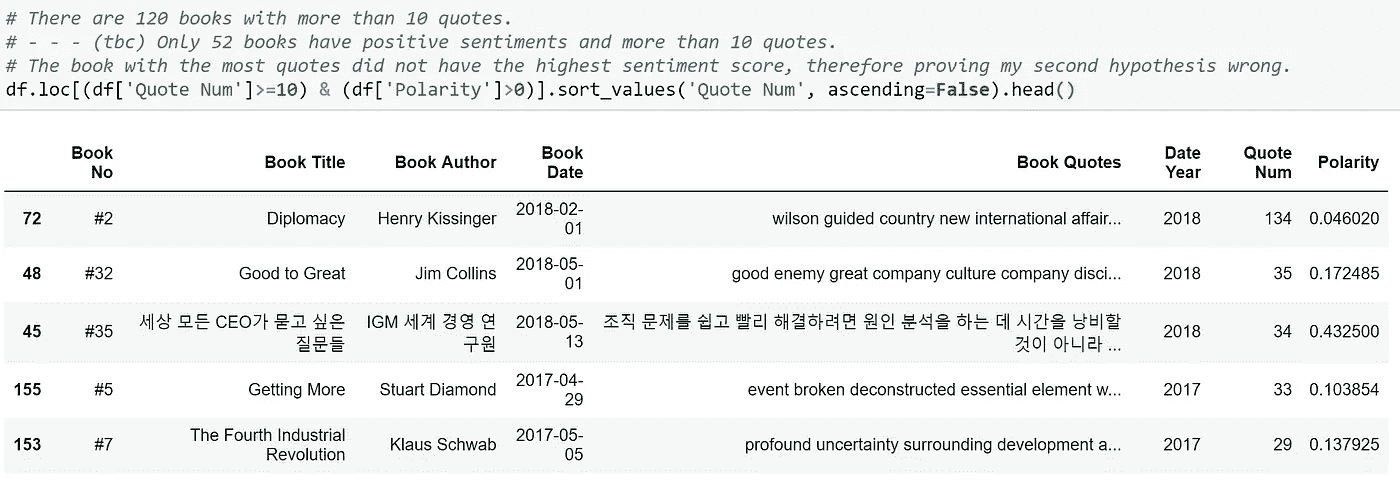 # There are 120 books with more than 10 quotes.
# - - - (tbc) Only 52 books have positive sentiments and more than 10 quotes.
# The book with the most quotes did not have the highest sentiment score, therefore proving my second hypothesis wrong.
df.loc[(df['Quote Num']>=10) & (df['Polarity']>0)].sort_values('Quote Num', ascending=False).head()
Book No Book Title Book Author Book Date Book Quotes Date Year Quote Num Polarity
72 #2 Diplomacy Henry Kissinger 2018-02-01 wilson guided country new international affair... 2018 134 0.046020
48 #32 Good to Great Jim Collins 2018-05-01 good enemy great company culture company disci... 2018 35 0.172485
45 #35 세상 모든 CEO가 묻고 싶은 질문들 IGM 세계 경영 연구원 2018-05-13 조직 문제를 쉽고 빨리 해결하려면 원인 분석을 하는 데 시간을 낭비할 것이 아니라 ... 2018 34 0.432500
155 #5 Getting More Stuart Diamond 2017-04-29 event broken deconstructed essential element w... 2017 33 0.103854
153 #7 The Fourth Industrial Revolution Klaus Schwab 2017-05-05 profound uncertainty surrounding development a... 2017 29 0.137925